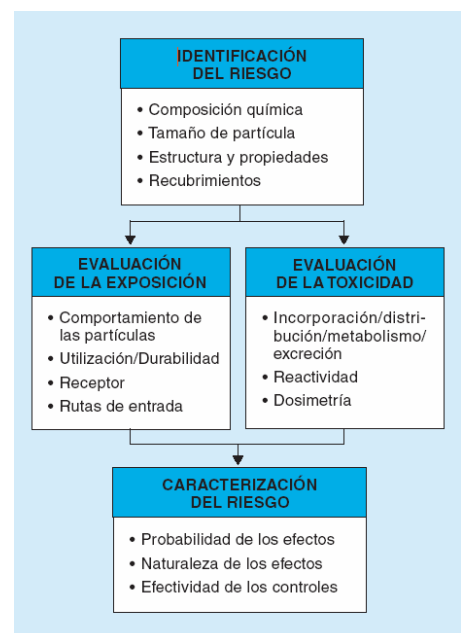 IDENTIFICACIÓN
DEL RIESGO
• Composición química
• Tamaño de partícula
• Estructura y propiedades
• Recubrimientos
EVALUACIÓN
DE LA EXPOSICIÓN
• Comportamiento de
las partículas
• Utilización/Durabilidad
• Receptor
• Rutas de entrada
EVALUACIÓN
DE LA TOXICIDAD
• Incorporación/distri-
bución/metabolismo/
excreción
• Reactividad
• Dosimetría
CARACTERIZACIÓN
DEL RIESGO
• Probabilidad de los efectos
• Naturaleza de los efectos
• Efectividad de los controles